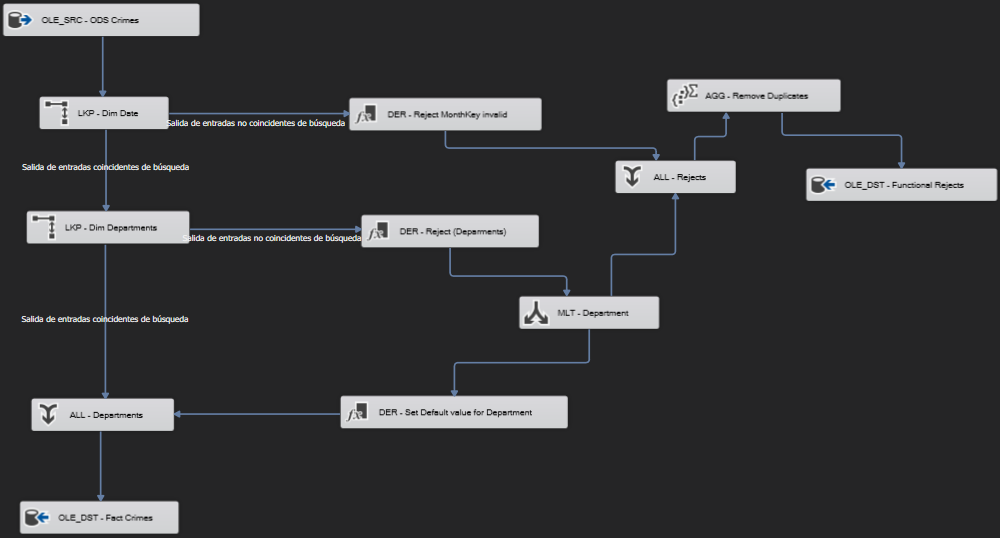 OLE_SRC - ODS Crimes
AGG - Remove Duplicates
LKP - Dim Date
DER - Reject MonthKey invalid
Salida de entradas no coincidentes de búsqueda
Salida de entradas coincidentes de búsqueda
ALL - Rejects
OLE_DST - Functional Rejects
LKP - Dim Departments
DER - Reject (Deparments)
Salida de entradas no coincidentes de búsqueda
MLT - Department
Salida de entradas coincidentes de búsqueda
ALL - Departments
DER - Set Default value for Department
OLE_DST - Fact Crimes